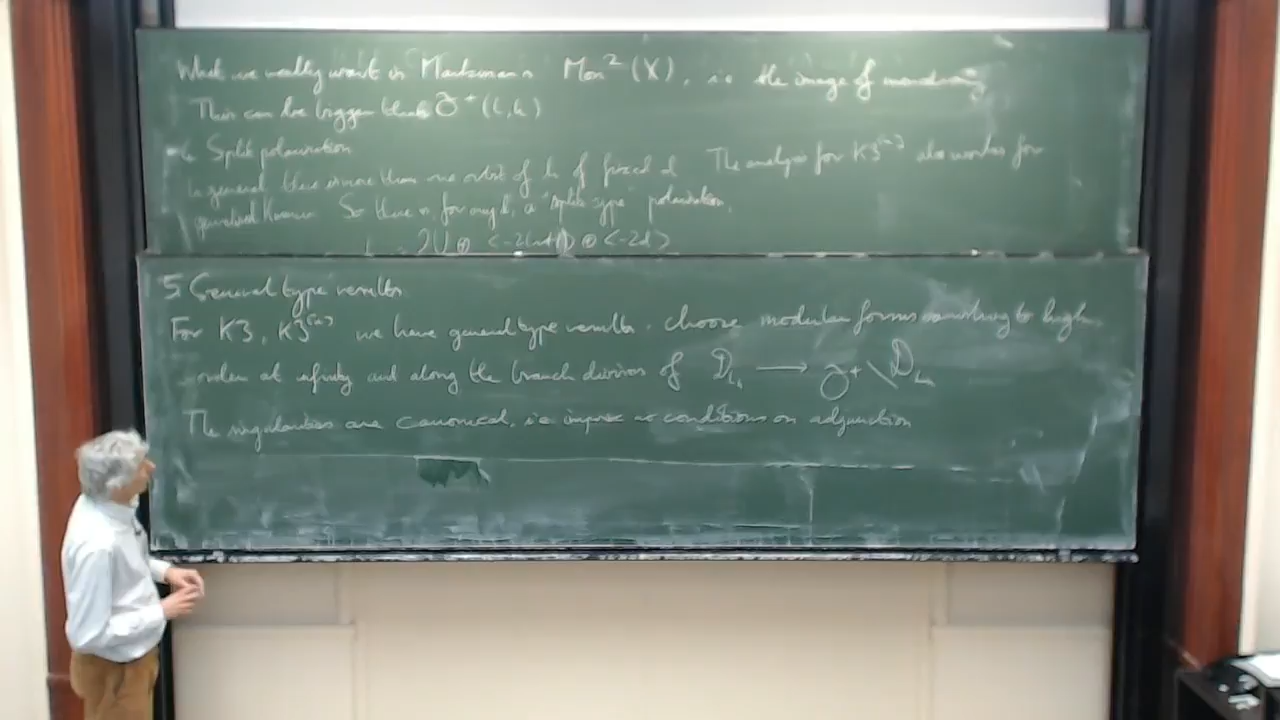 What we really want is Markman's Mon²(X), i.e. the image of monodromy
This can be bigger than Õ⁺(L,h)
Split polarisation
In general there is more than one orbit of h of fixed d The analysis for K3^[n] also works for
generalised Kummer So there is, for any d, a "split type" polarisation.
L = 2U ⊕ <-2(n+1)> ⊕ <-2d>
5 General type results
For K3, K3^[n] we have general type results. Choose modular forms vanishing to high
order at infinity and along the branch divisors of D_L → Õ⁺ \ D_L
The singularities are canonical, ie impose no conditions on adjunction